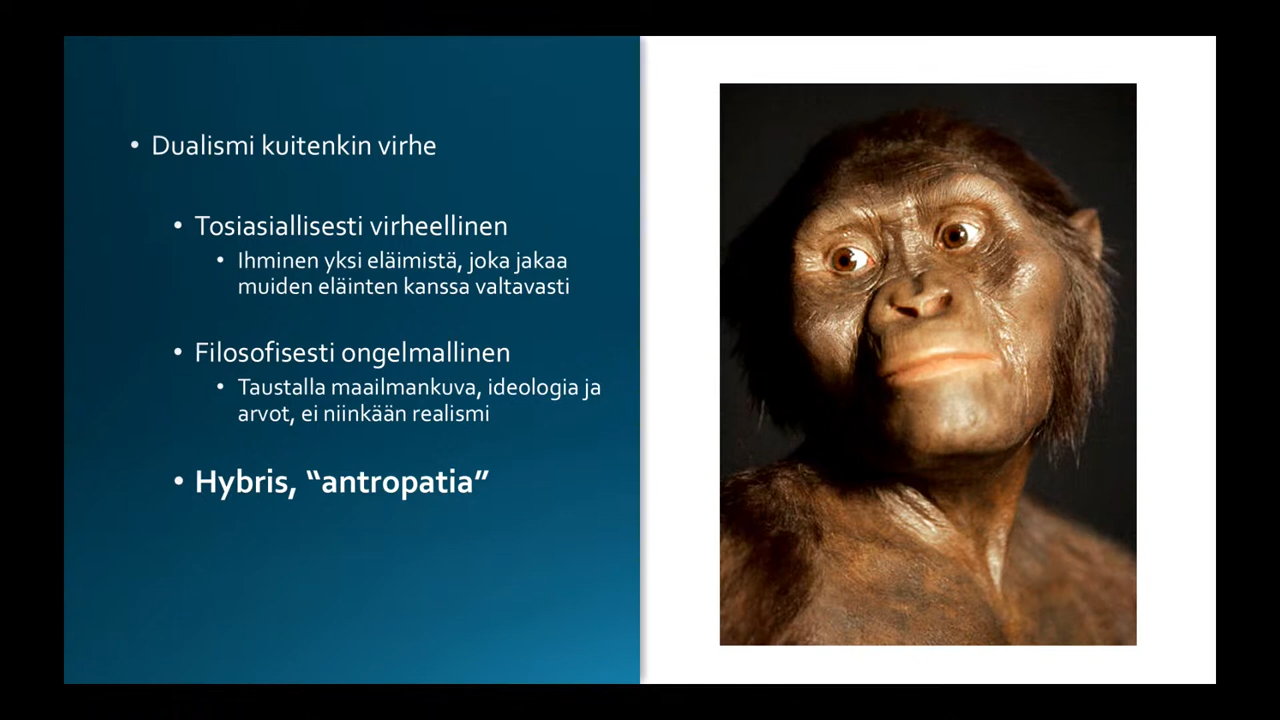 • Dualismi kuitenkin virhe
• Tosiasiallisesti virheellinen
• Ihminen yksi eläimistä, joka jakaa
muiden eläinten kanssa valtavasti
• Filosofisesti ongelmallinen
• Taustalla maailmankuva, ideologia ja
arvot, ei niinkään realismi
• Hybris, “antropatia”